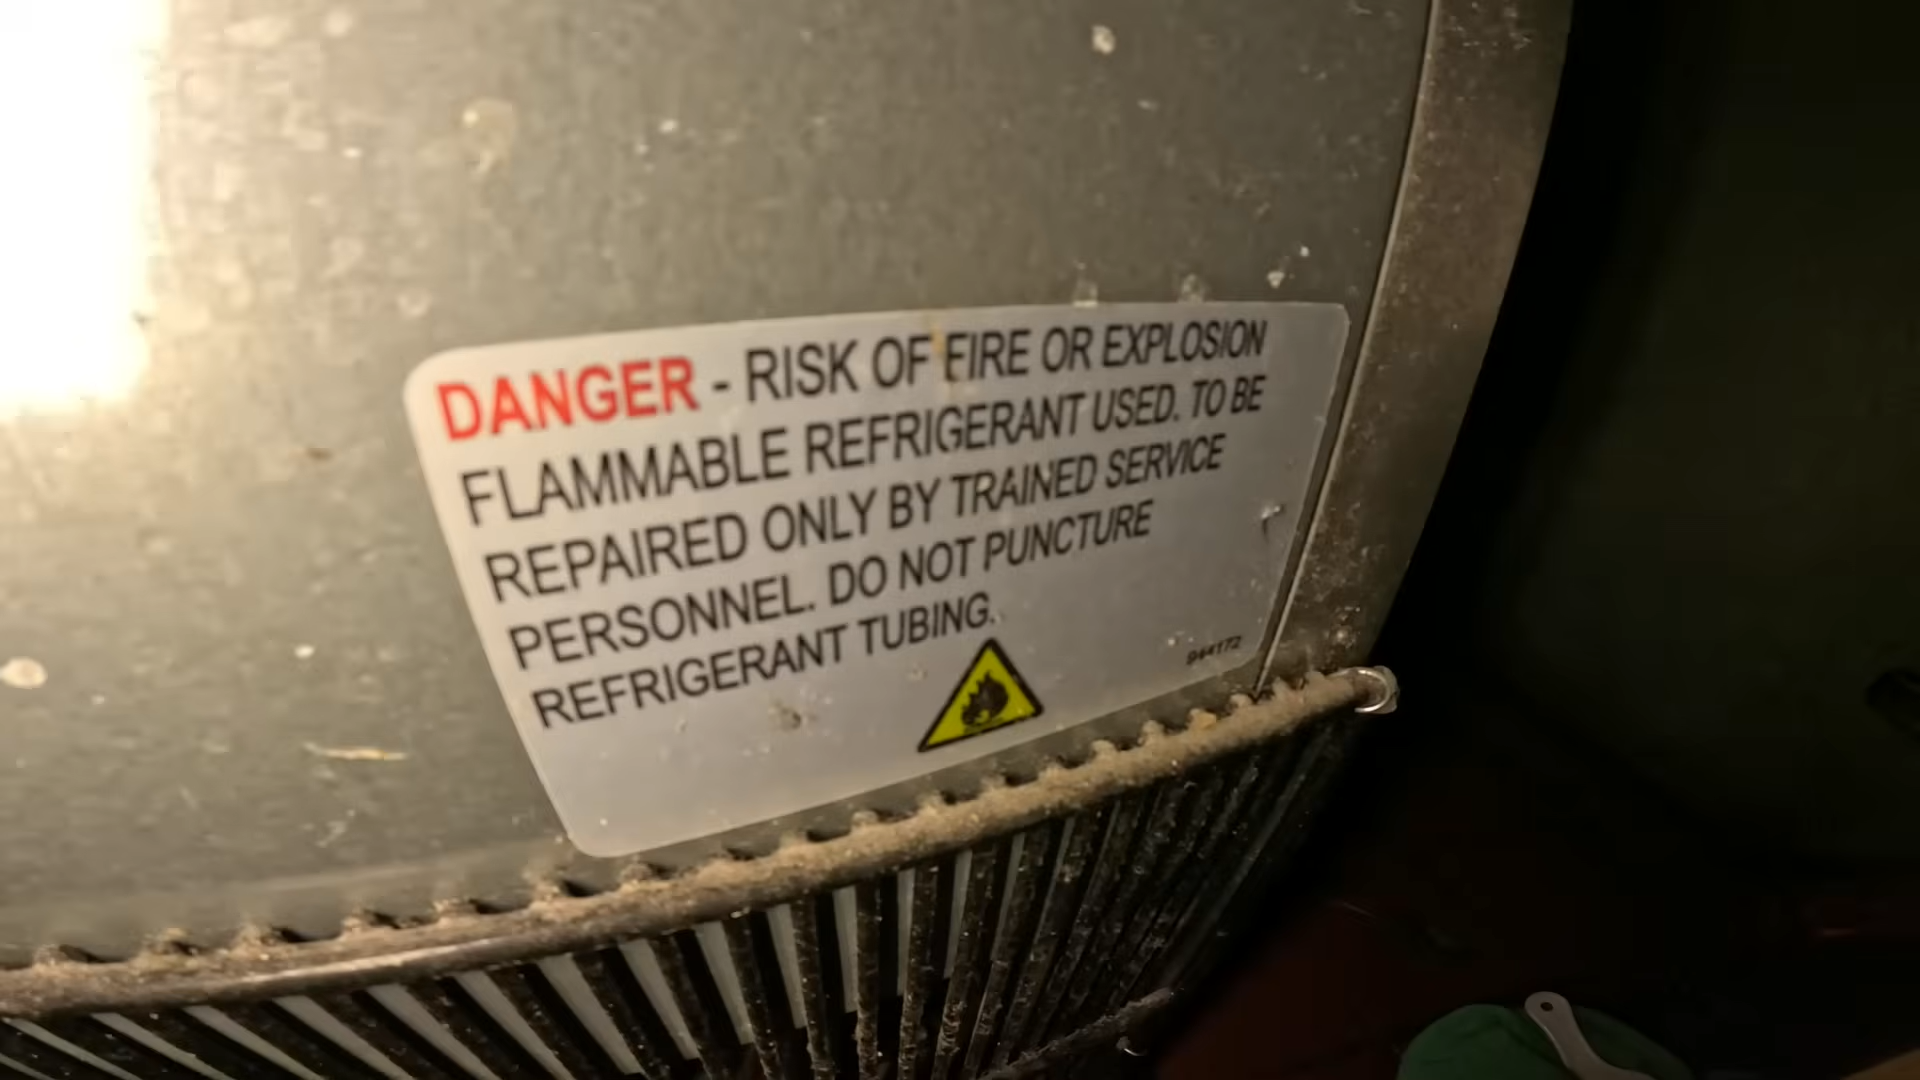 DANGER - RISK OF FIRE OR EXPLOSION
FLAMMABLE REFRIGERANT USED. TO BE
REPAIRED ONLY BY TRAINED SERVICE
PERSONNEL. DO NOT PUNCTURE
REFRIGERANT TUBING.
944172